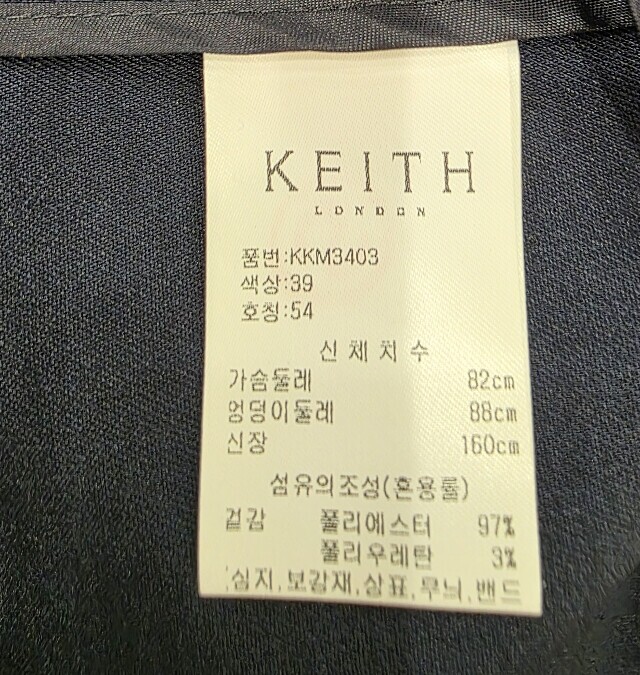 KEITH
LONDON
품번:KKM3403
색상:39
호칭:54
신체치수
가슴둘레 82cm
엉덩이둘레 88cm
신장 160cm
섬유의조성(혼용률)
겉감 폴리에스터 97%
폴리우레탄 3%
심지,보강재,상표,무늬,밴드